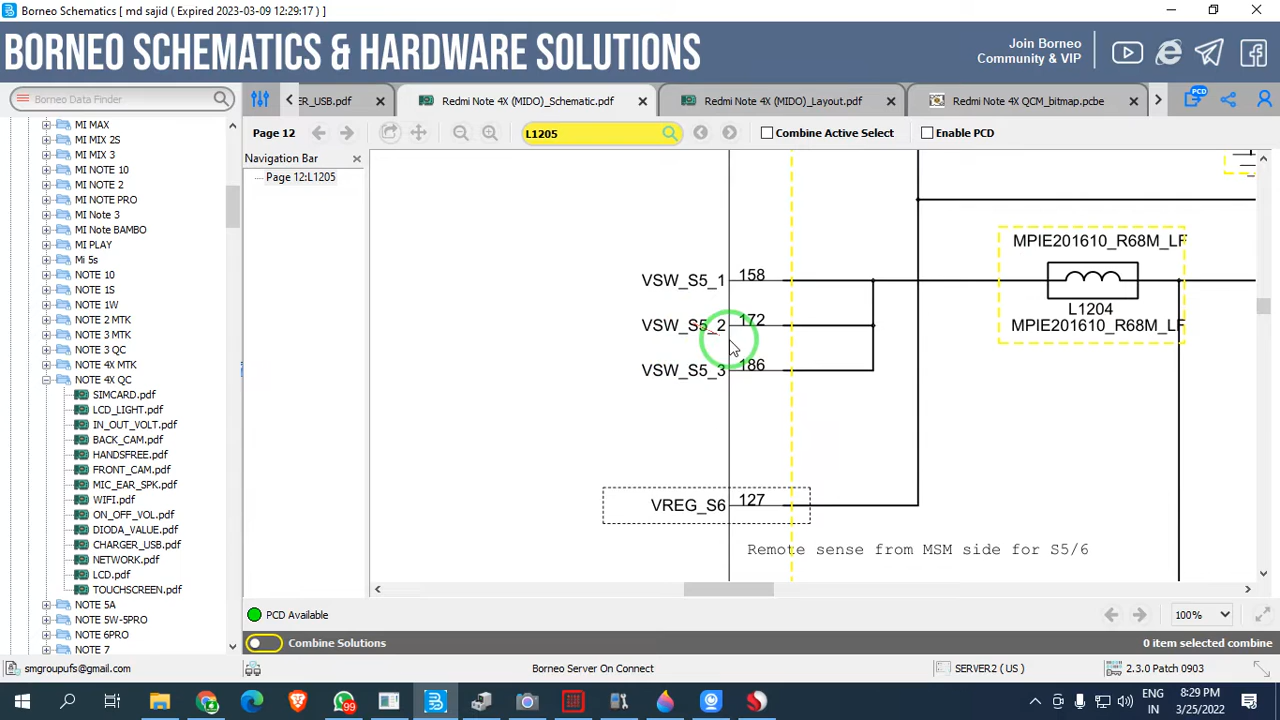 Borneo Schematics [ md sajid ( Expired 2023-03-09 12:29:17 ) ]
BORNEO SCHEMATICS & HARDWARE SOLUTIONS
Join Borneo
Community & VIP
Borneo Data Finder
ER_USB.pdf
Redmi Note 4X (MIDO)_Schematic.pdf
Redmi Note 4X (MIDO)_Layout.pdf
Redmi Note 4X QCM_bitmap.pcbe
PCD
Page 12
L1205
Combine Active Select
Enable PCD
Navigation Bar
Page 12:L1205
MI MAX
MI MIX 2S
MI MIX 3
MI NOTE 10
MI NOTE 2
MI NOTE PRO
MI Note 3
MI Note BAMBO
MI PLAY
Mi 5s
NOTE 10
NOTE 1S
NOTE 1W
NOTE 2 MTK
NOTE 3 MTK
NOTE 3 QC
NOTE 4X MTK
NOTE 4X QC
SIMCARD.pdf
LCD_LIGHT.pdf
IN_OUT_VOL.pdf
BACK_CAM.pdf
HANDSFREE.pdf
FRONT_CAM.pdf
MIC_EAR_SPK.pdf
WIFI.pdf
ON_OFF_VOL.pdf
DIODA_VALUE.pdf
CHARGER_USB.pdf
NETWORK.pdf
LCD.pdf
TOUCHSCREEN.pdf
NOTE 5A
NOTE 5W-5PRO
NOTE 6PRO
NOTE 7
MPIE201610_R68M_LF
VSW_S5_1 158
L1204
MPIE201610_R68M_LF
VSW_S5_2 172
VSW_S5_3 186
VREG_S6 127
Remote sense from MSM side for S5/6
PCD Available
100%
Combine Solutions
0 item selected combine
smgroupufs@gmail.com
Borneo Server On Connect
SERVER2 ( US )
2.3.0 Patch 0903
99
ENG
IN
8:29 PM
3/25/2022